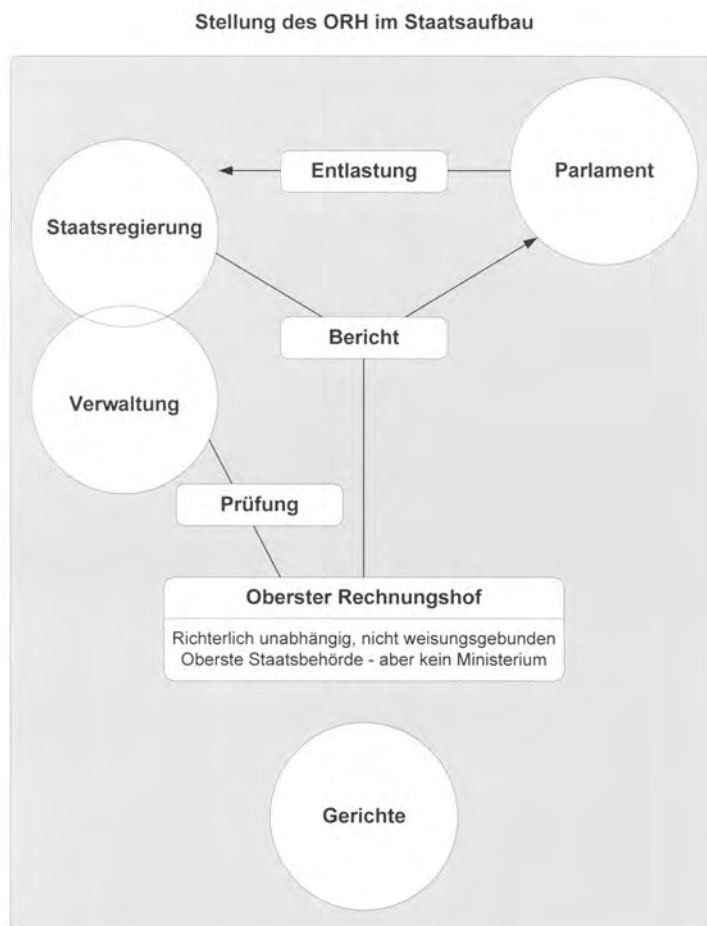 Stellung des ORH im Staatsaufbau
Entlastung
Parlament
Staatsregierung
Bericht
Verwaltung
Prüfung
Oberster Rechnungshof
Richterlich unabhängig, nicht weisungsgebunden
Oberste Staatsbehörde - aber kein Ministerium
Gerichte